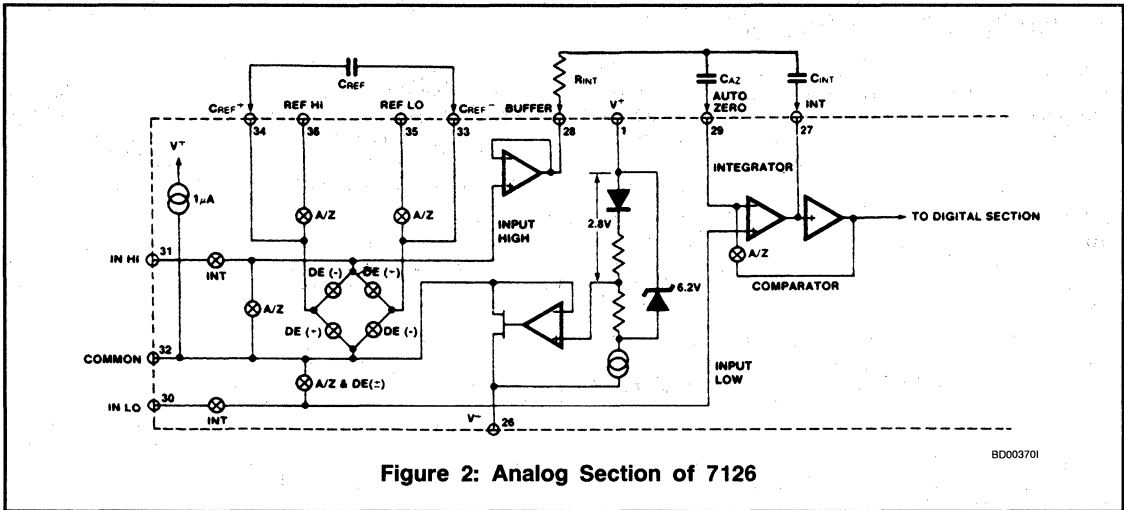 CREF
RINT
CAZ
CINT
CREF+
REF HI
REF LO
CREF−
BUFFER
V+
AUTO
ZERO
INT
34
36
35
33
28
1
29
27
V+
1µA
A/Z
A/Z
INPUT
HIGH
2.8V
INTEGRATOR
TO DIGITAL SECTION
A/Z
COMPARATOR
IN HI
31
INT
DE (-)
DE (+)
A/Z
DE (+)
DE (-)
6.2V
COMMON
32
A/Z & DE(±)
INPUT
LOW
IN LO
30
INT
V−
26
BD00370I
Figure 2: Analog Section of 7126